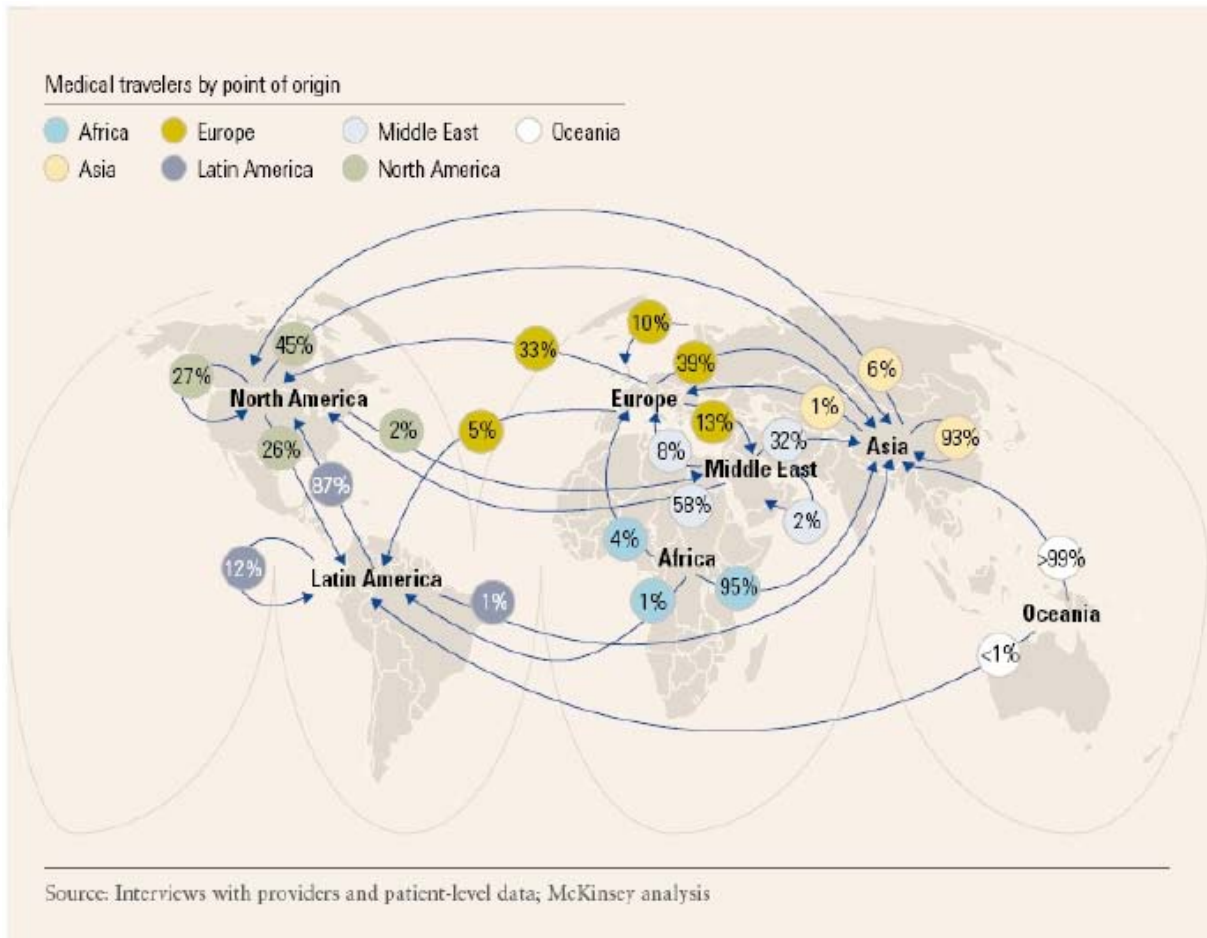 Medical travelers by point of origin
Africa Europe Middle East Oceania
Asia Latin America North America
45%
10%
33%
39%
6%
27%
North America
Europe
1%
26%
2%
5%
13%
8%
32%
Asia
93%
Middle East
87%
58%
2%
4%
Africa
>99%
12%
Latin America
1%
1%
95%
Oceania
<1%
Source: Interviews with providers and patient-level data; McKinsey analysis